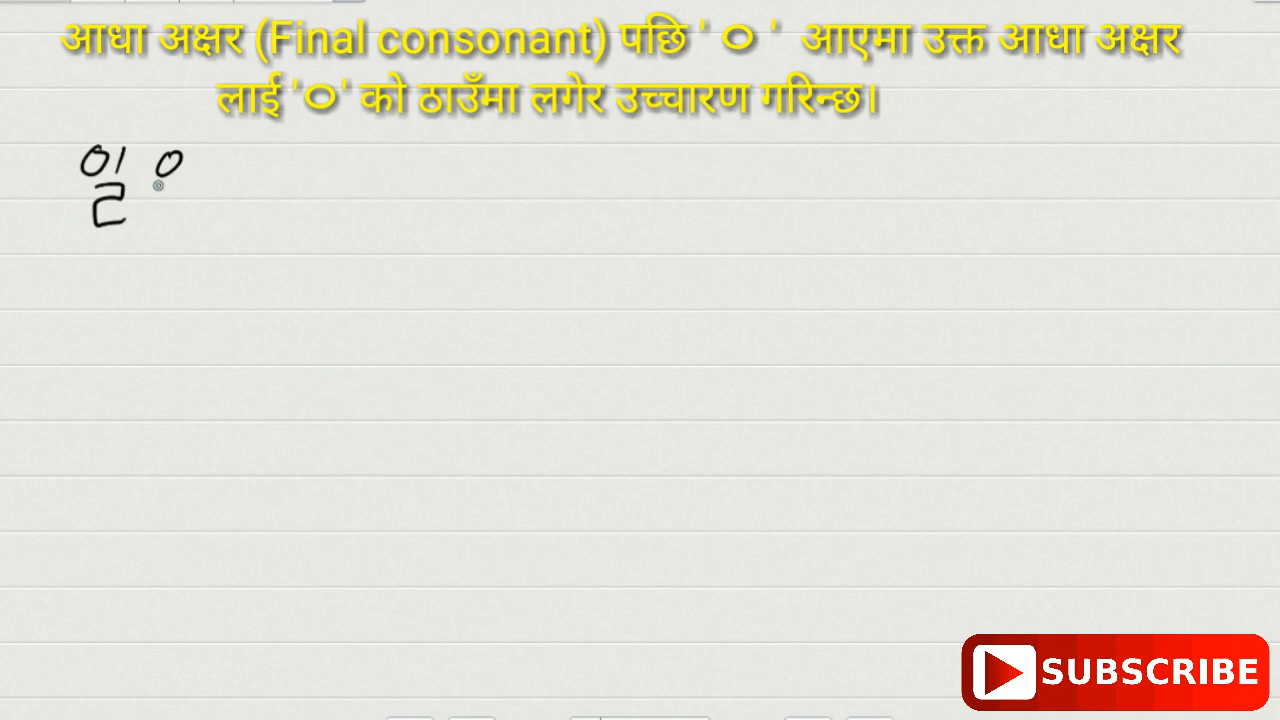 आधा अक्षर (Final consonant) पछि ' ㅇ ' आएमा उक्त आधा अक्षर
लाई 'ㅇ' को ठाउँमा लगेर उच्चारण गरिन्छ।
일 ㅇ
SUBSCRIBE